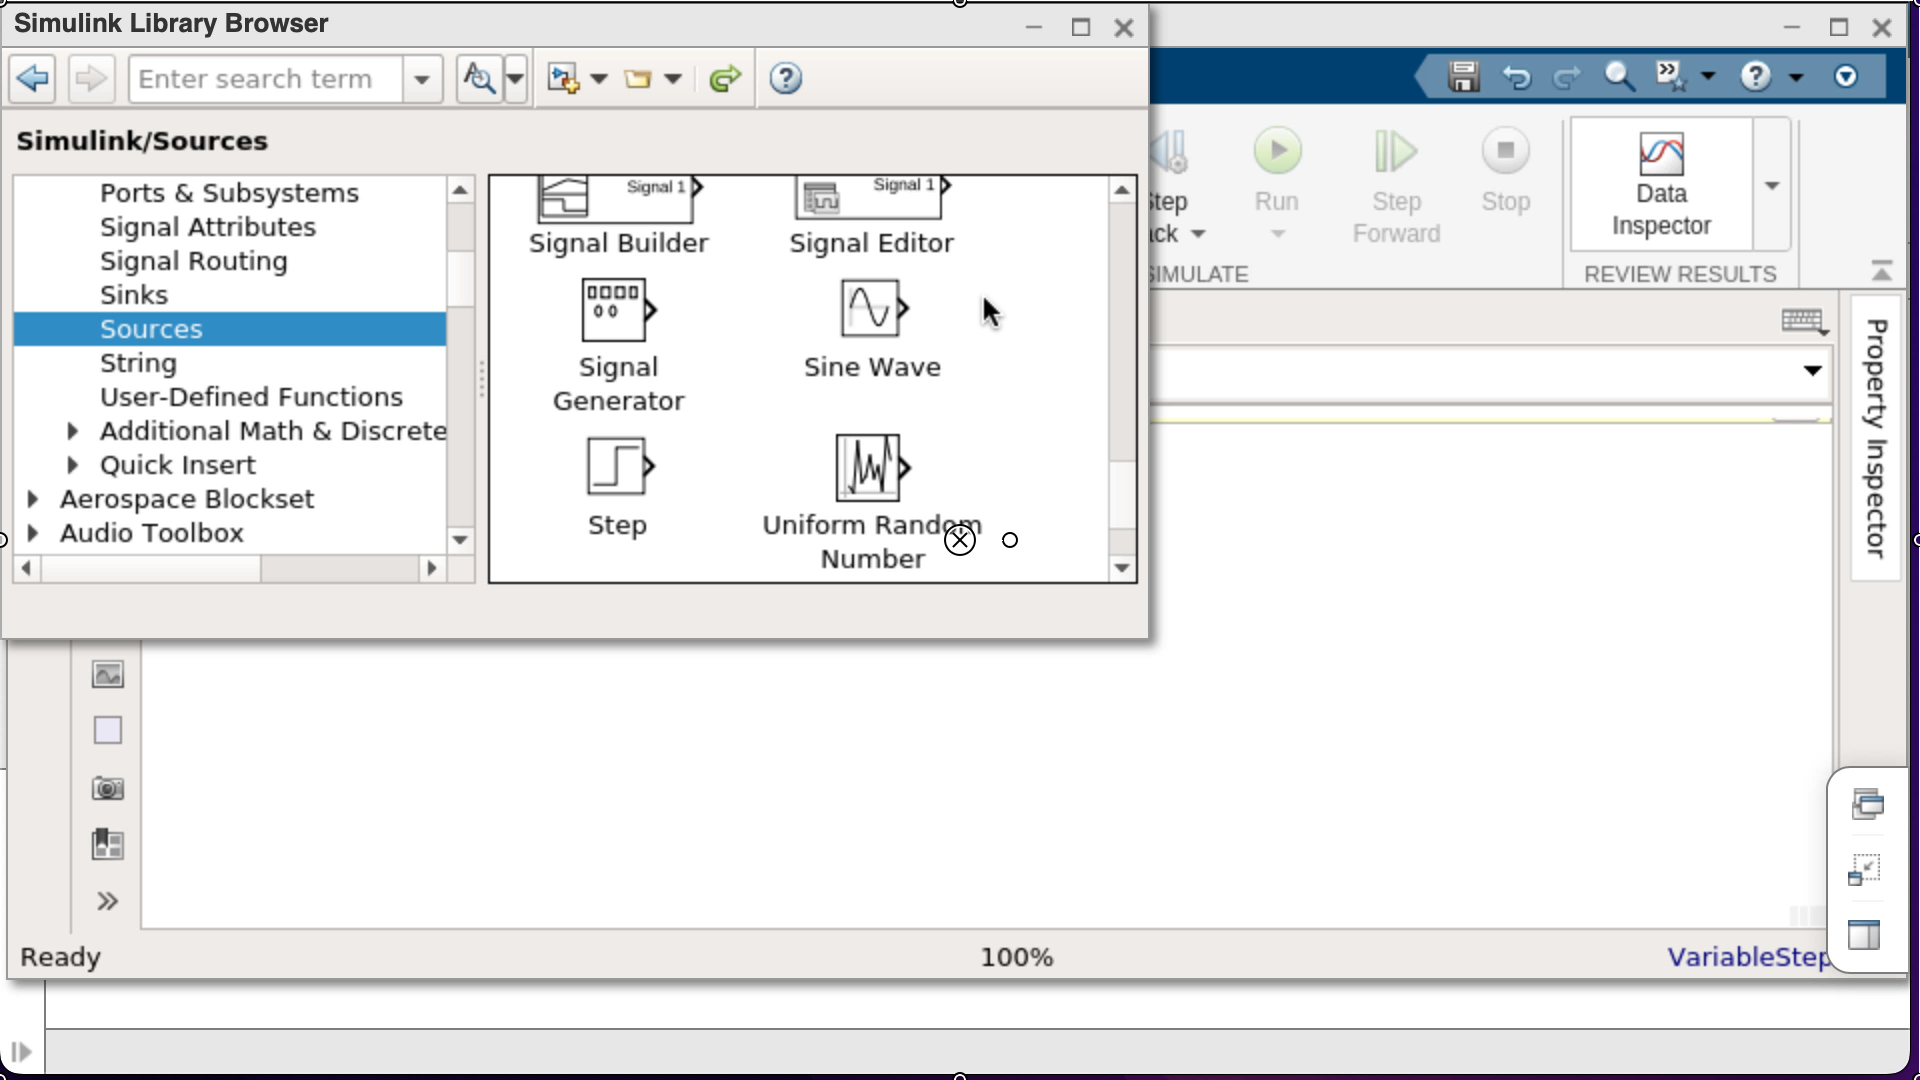 Simulink Library Browser
Enter search term
Simulink/Sources
Ports & Subsystems
Signal Attributes
Signal Routing
Sinks
Sources
String
User-Defined Functions
Additional Math & Discrete
Quick Insert
Aerospace Blockset
Audio Toolbox
Signal 1
Signal Builder
Signal 1
Signal Editor
Signal
Generator
Sine Wave
Step
Uniform Random
Number
Run
Step
Forward
Stop
Data
Inspector
REVIEW RESULTS
Property Inspector
Ready
100%
VariableStep